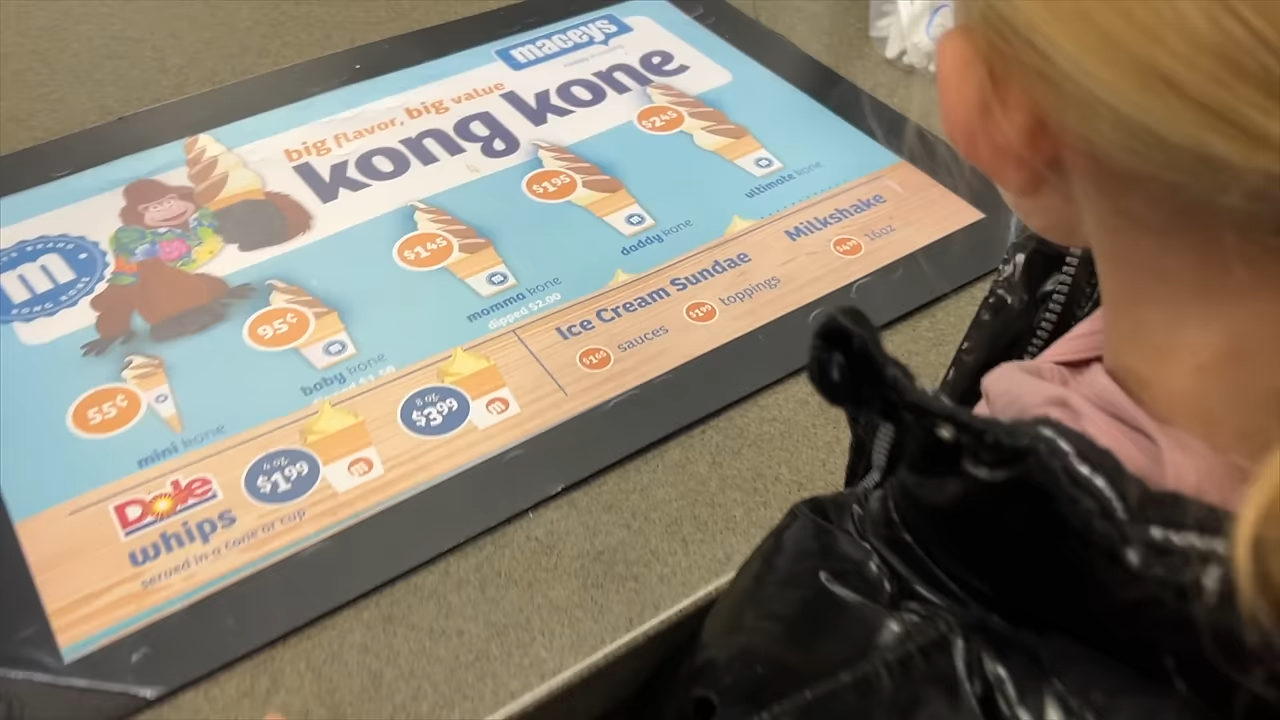 maceys
big flavor, big value
kong kone
m
KONG KONE
55¢
mini kone
95¢
baby kone
$1.45
momma kone
dipped $2.00
$1.95
daddy kone
$2.45
ultimate kone
Dole
whips
served in a cone or cup
4 oz
$1.99
m
8 oz
$3.99
m
Ice Cream Sundae
sauces
$1.99
toppings
Milkshake
16oz